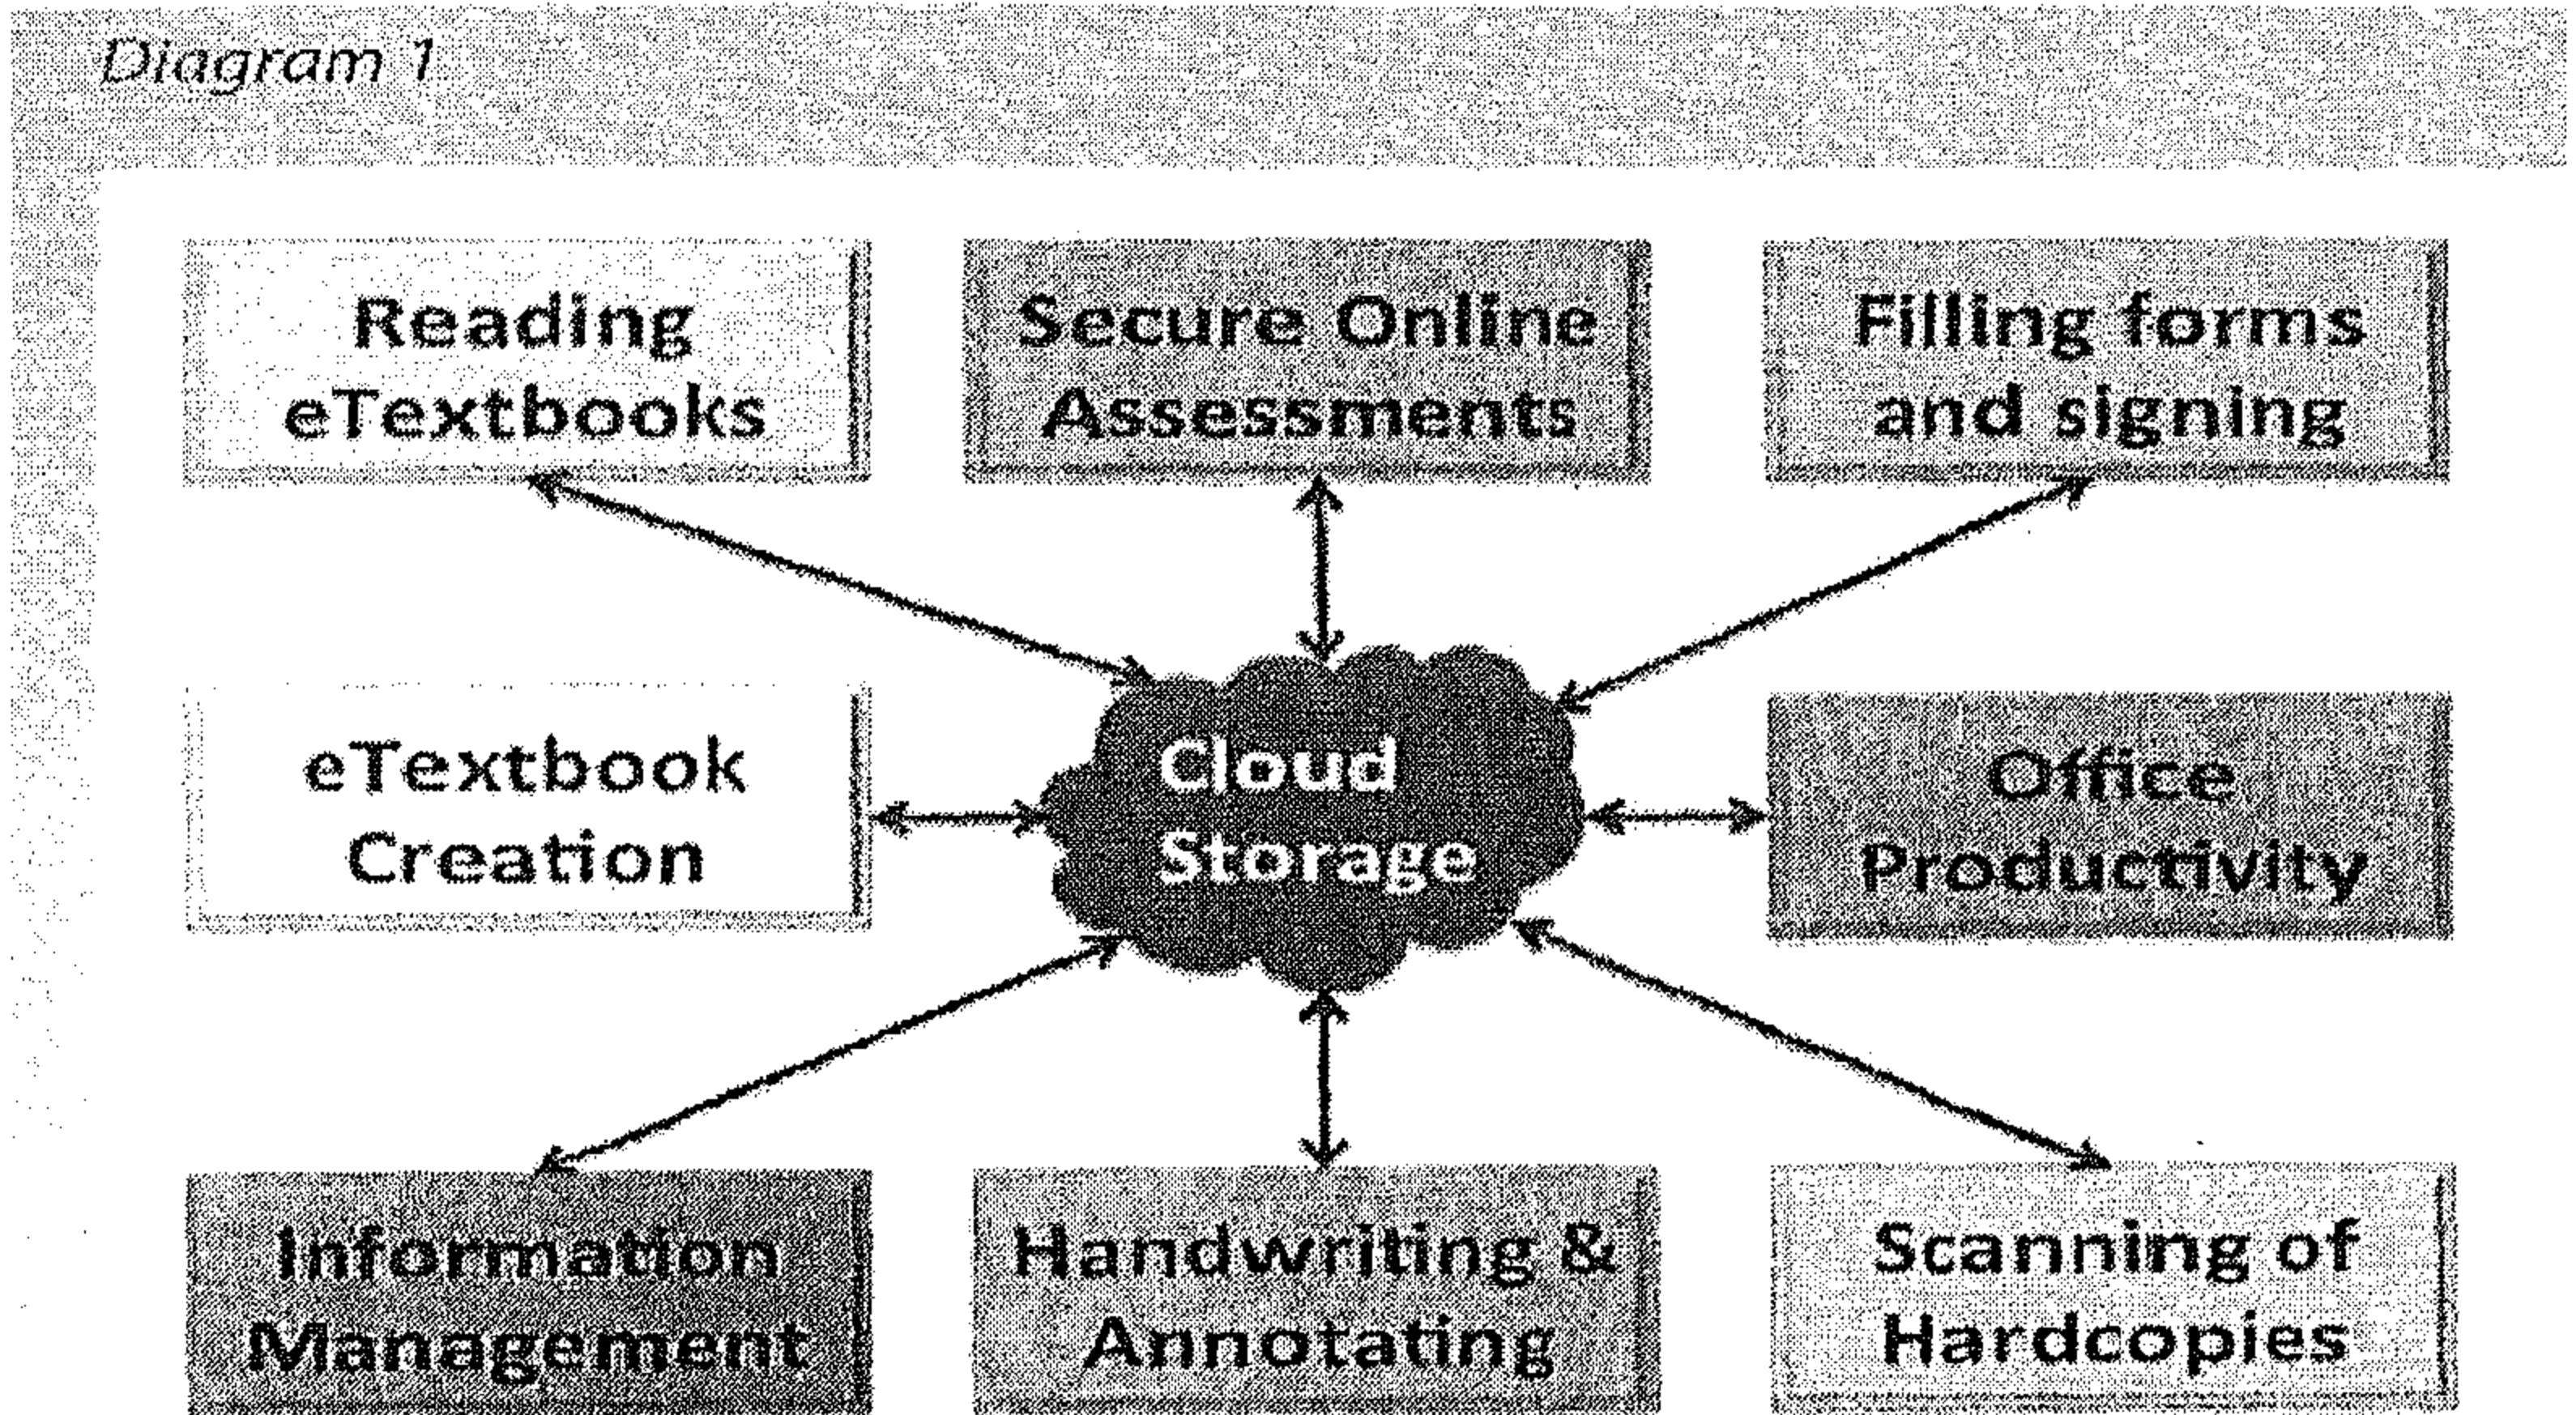 Diagram 1
Reading
eTextbooks
Secure Online
Assessments
Filling forms
and signing
eTextbook
Creation
Cloud
Storage
Office
Productivity
Information
Management
Handwriting &
Annotating
Scanning of
Hardcopies